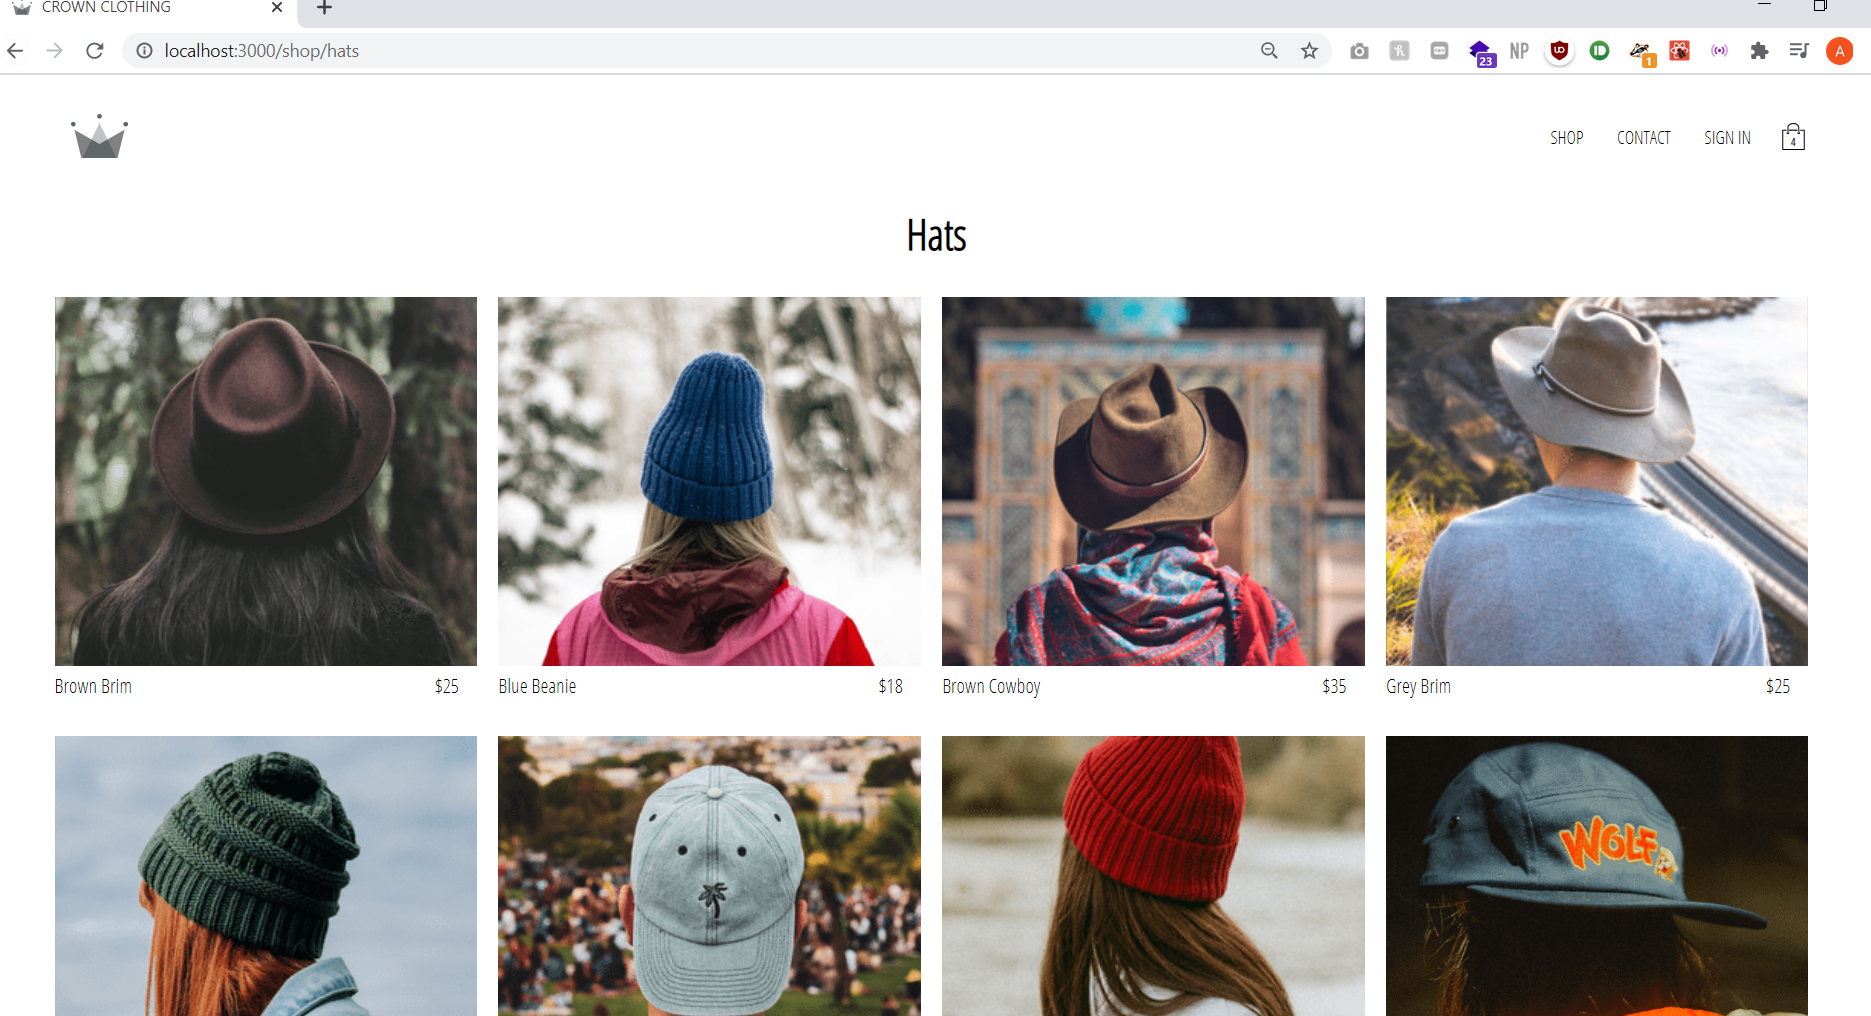 CROWN CLOTHING
localhost:3000/shop/hats
23
NP
1
A
SHOP CONTACT SIGN IN 4
Hats
Brown Brim $25 Blue Beanie $18 Brown Cowboy $35 Grey Brim $25
WOLF